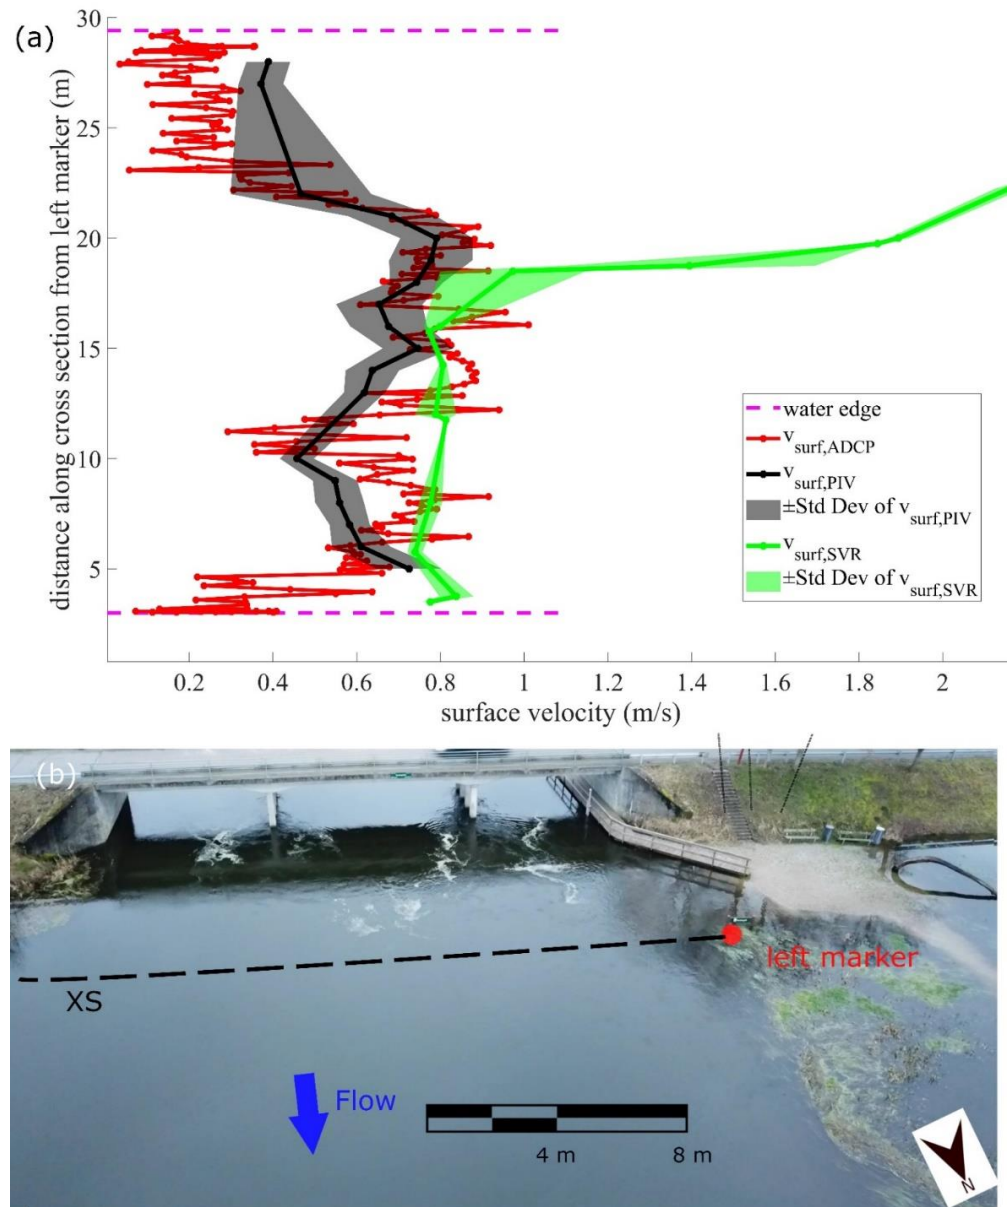 (a)
30
25
20
15
10
5
distance along cross section from left marker (m)
0.2 0.4 0.6 0.8 1 1.2 1.4 1.6 1.8 2
surface velocity (m/s)
water edge
v_surf,ADCP
v_surf,PIV
±Std Dev of v_surf,PIV
v_surf,SVR
±Std Dev of v_surf,SVR
(b)
left marker
XS
Flow
4 m 8 m
N